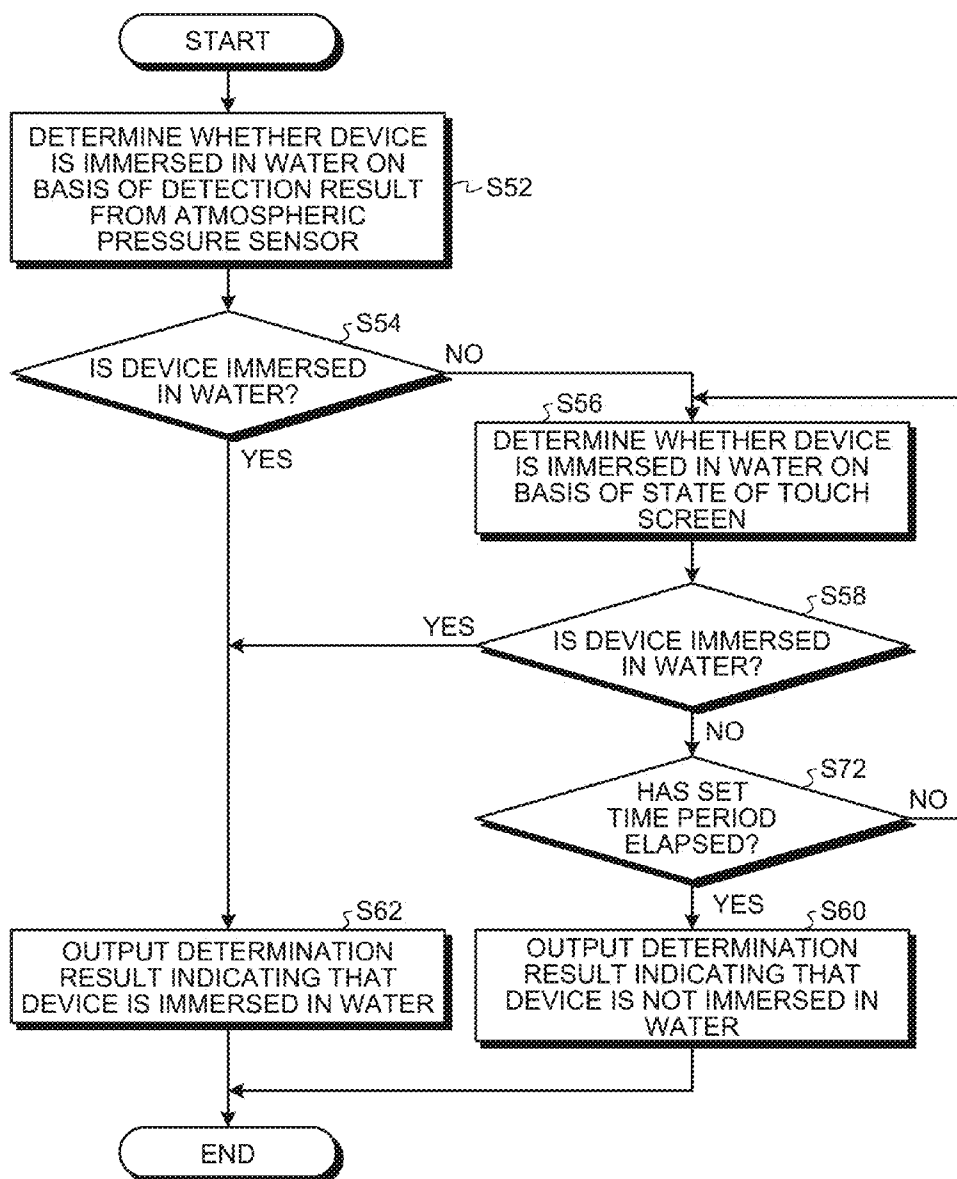 START
DETERMINE WHETHER DEVICE
IS IMMERSED IN WATER ON
BASIS OF DETECTION RESULT
FROM ATMOSPHERIC
PRESSURE SENSOR
S52
S54
IS DEVICE IMMERSED
IN WATER?
NO
YES
S56
DETERMINE WHETHER DEVICE
IS IMMERSED IN WATER ON
BASIS OF STATE OF TOUCH
SCREEN
S58
YES
IS DEVICE IMMERSED
IN WATER?
NO
S72
HAS SET
TIME PERIOD
ELAPSED?
NO
YES
S62
OUTPUT DETERMINATION
RESULT INDICATING THAT
DEVICE IS IMMERSED IN WATER
S60
OUTPUT DETERMINATION
RESULT INDICATING THAT
DEVICE IS NOT IMMERSED IN
WATER
END